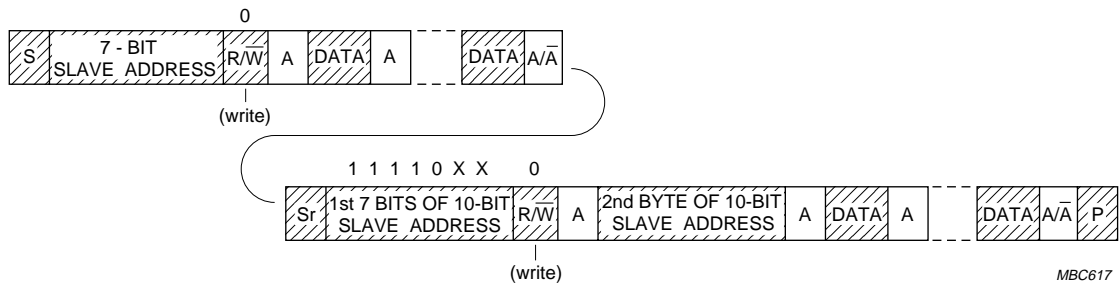 0
S 7 - BIT SLAVE ADDRESS R/W̅ A DATA A DATA A/A̅
(write)
1 1 1 1 0 X X 0
Sr 1st 7 BITS OF 10-BIT SLAVE ADDRESS R/W̅ A 2nd BYTE OF 10-BIT SLAVE ADDRESS A DATA A DATA A/A̅ P
(write)
MBC617